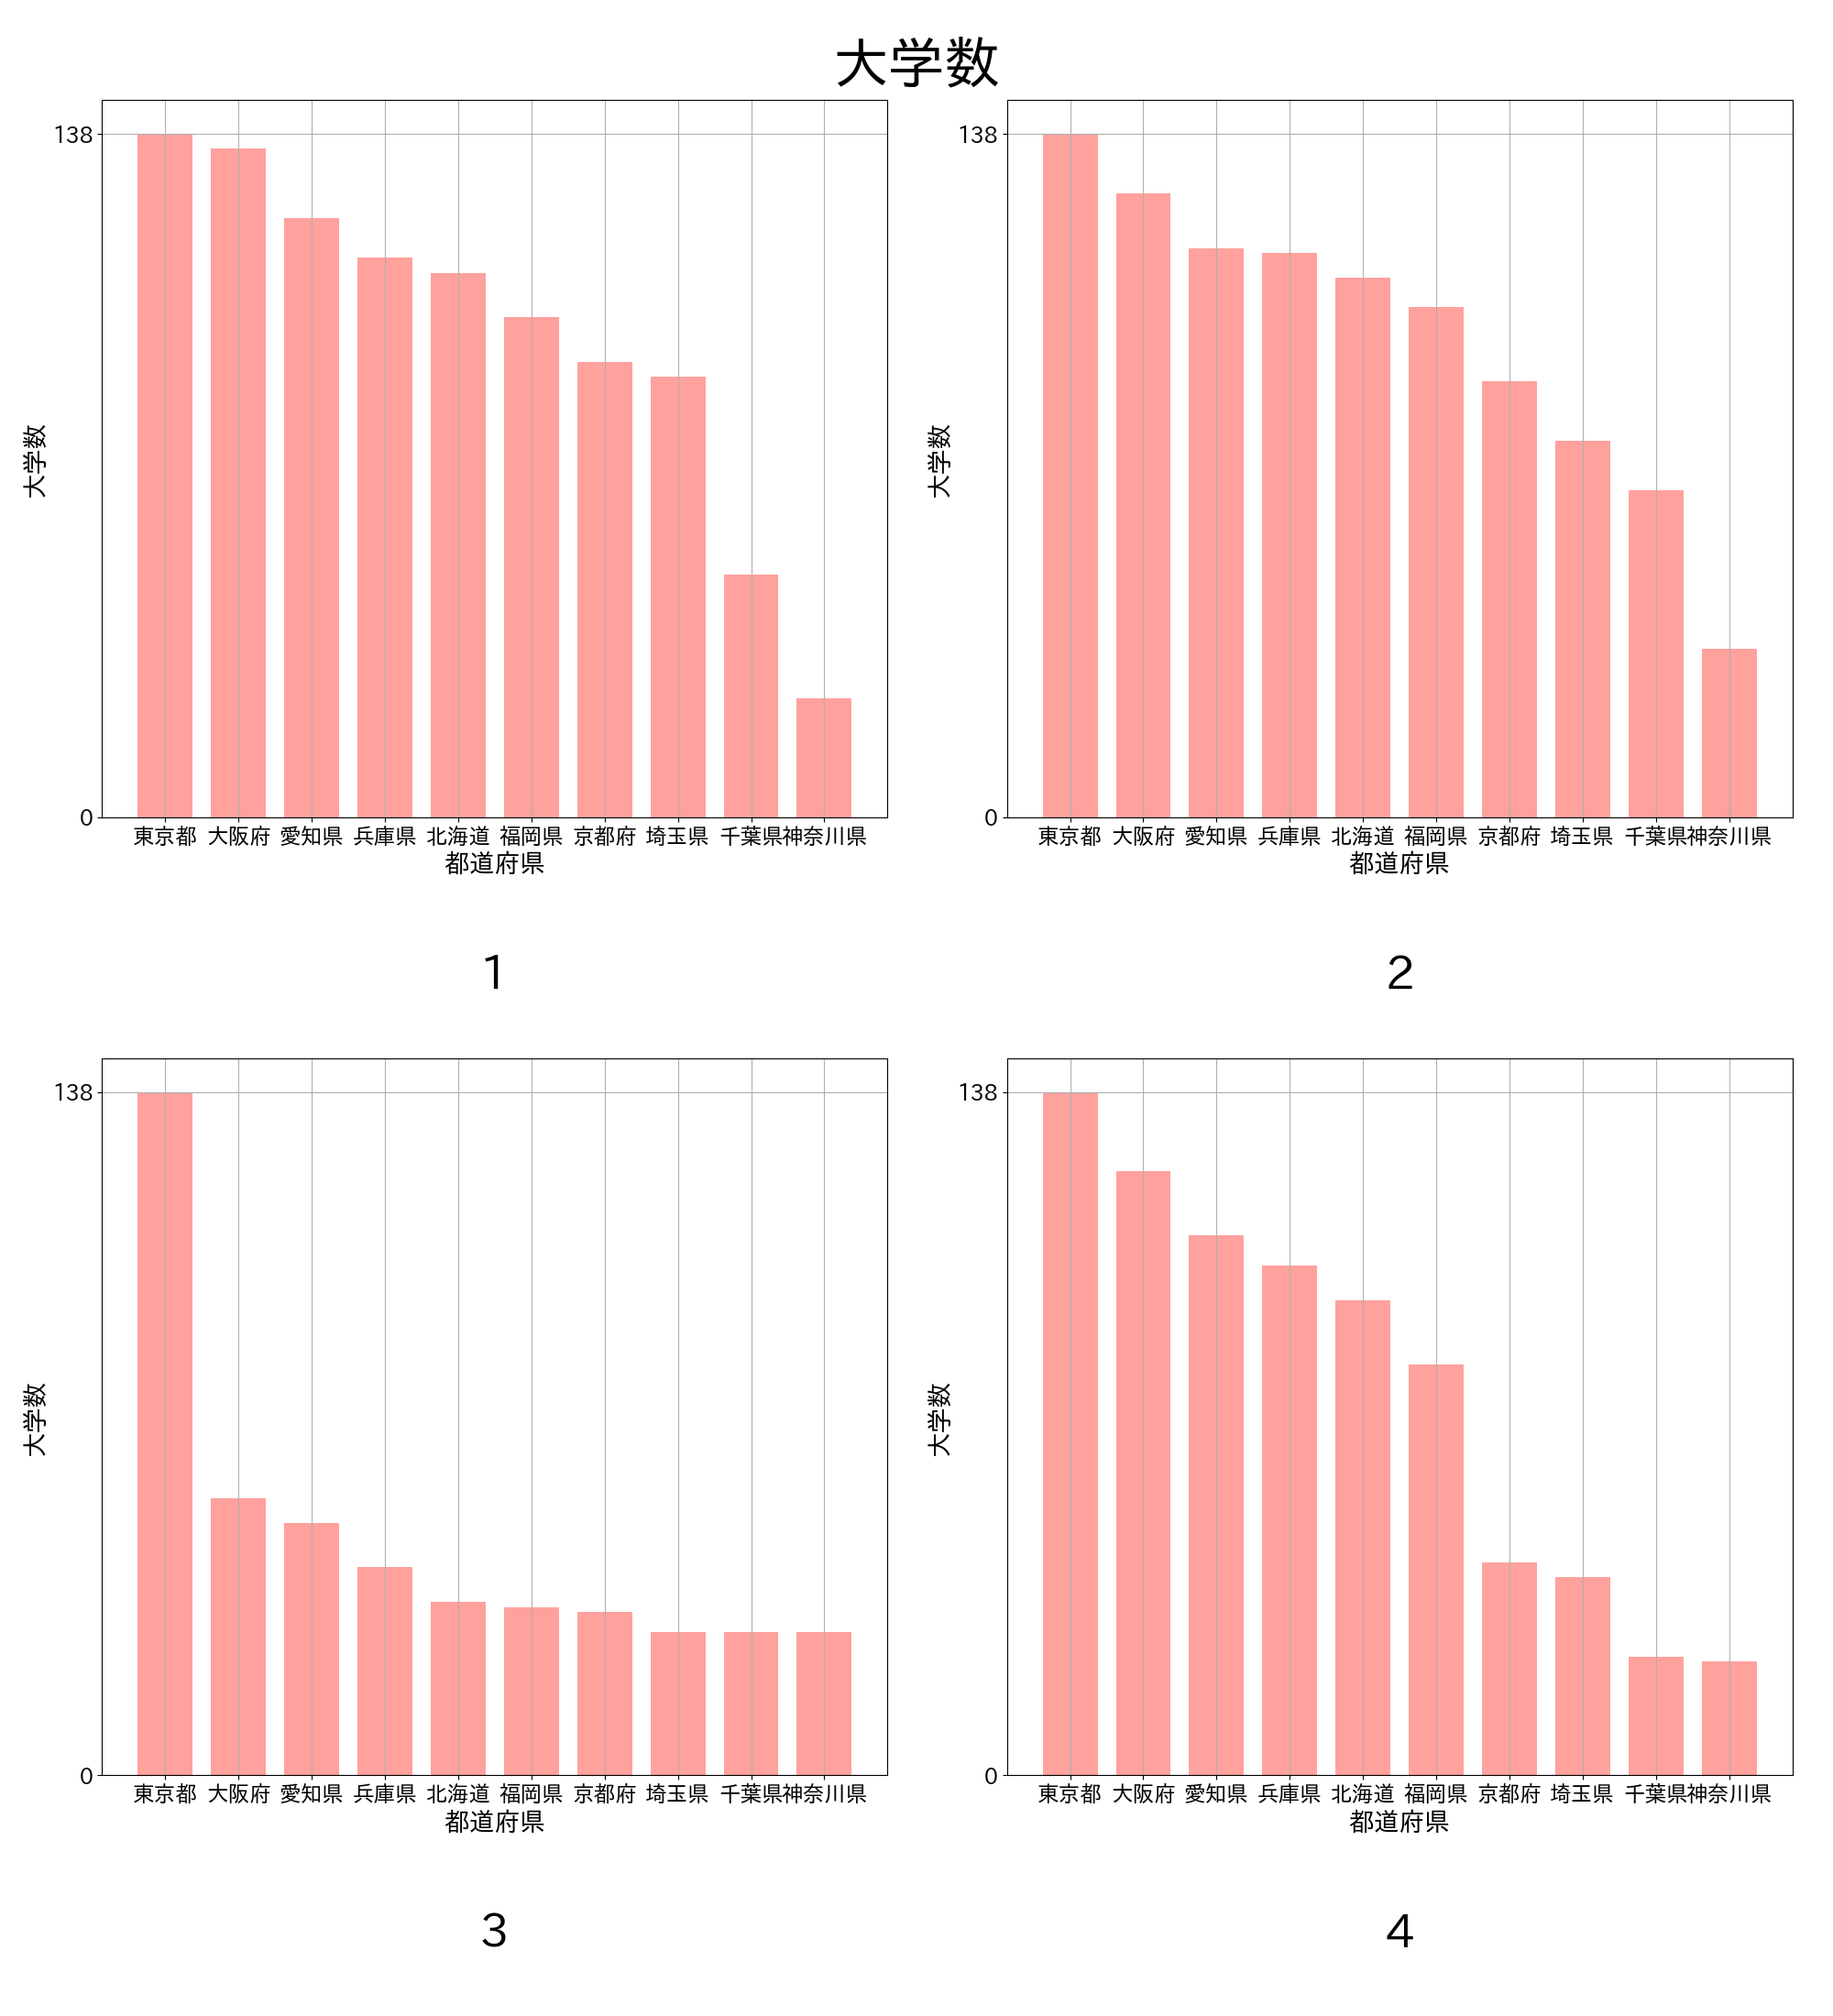 大学数
138
0
大学数
東京都 大阪府 愛知県 兵庫県 北海道 福岡県 京都府 埼玉県 千葉県 神奈川県
都道府県
1
138
0
大学数
東京都 大阪府 愛知県 兵庫県 北海道 福岡県 京都府 埼玉県 千葉県 神奈川県
都道府県
2
138
0
大学数
東京都 大阪府 愛知県 兵庫県 北海道 福岡県 京都府 埼玉県 千葉県 神奈川県
都道府県
3
138
0
大学数
東京都 大阪府 愛知県 兵庫県 北海道 福岡県 京都府 埼玉県 千葉県 神奈川県
都道府県
4